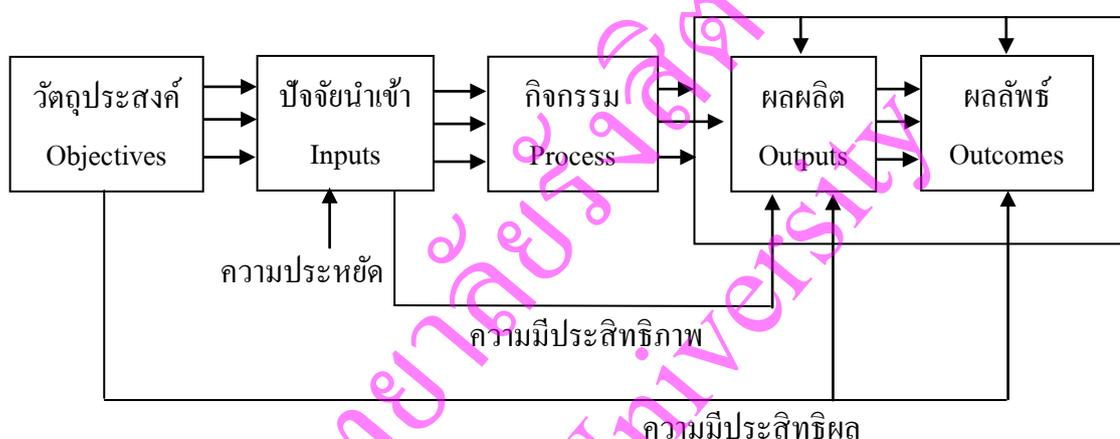 วัตถุประสงค์
Objectives
ปัจจัยนำเข้า
Inputs
กิจกรรม
Process
ผลผลิต
Outputs
ผลลัพธ์
Outcomes
ความประหยัด
ความมีประสิทธิภาพ
ความมีประสิทธิผล
University